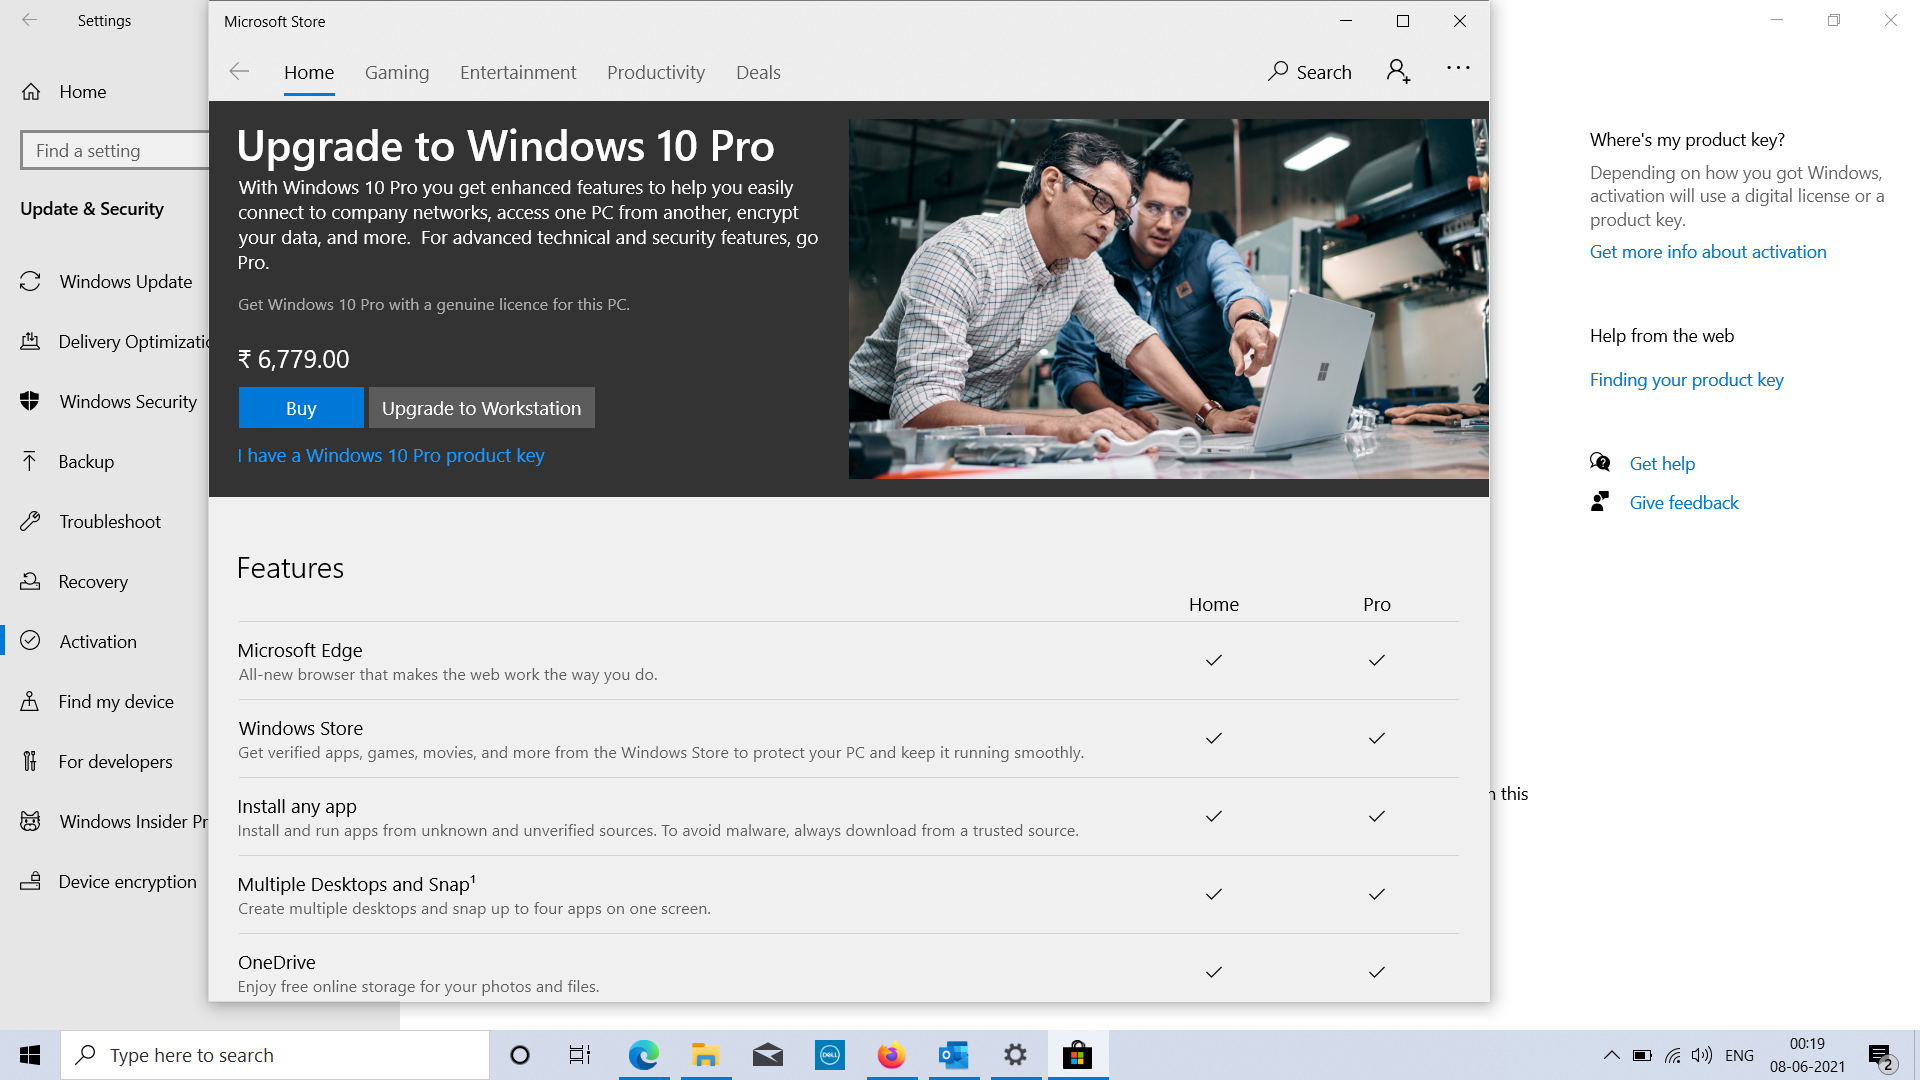 Settings
Home
Find a setting
Update & Security
Windows Update
Delivery Optimizatio
Windows Security
Backup
Troubleshoot
Recovery
Activation
Find my device
For developers
Windows Insider Pr
Device encryption
Microsoft Store
Home Gaming Entertainment Productivity Deals
Search
Upgrade to Windows 10 Pro
With Windows 10 Pro you get enhanced features to help you easily
connect to company networks, access one PC from another, encrypt
your data, and more. For advanced technical and security features, go
Pro.
Get Windows 10 Pro with a genuine licence for this PC.
₹ 6,779.00
Buy Upgrade to Workstation
I have a Windows 10 Pro product key
Features
Home Pro
Microsoft Edge
All-new browser that makes the web work the way you do.
Windows Store
Get verified apps, games, movies, and more from the Windows Store to protect your PC and keep it running smoothly.
Install any app
Install and run apps from unknown and unverified sources. To avoid malware, always download from a trusted source.
Multiple Desktops and Snap¹
Create multiple desktops and snap up to four apps on one screen.
OneDrive
Enjoy free online storage for your photos and files.
Where's my product key?
Depending on how you got Windows,
activation will use a digital license or a
product key.
Get more info about activation
Help from the web
Finding your product key
Get help
Give feedback
n this
Type here to search
DELL
ENG
00:19
08-06-2021
2